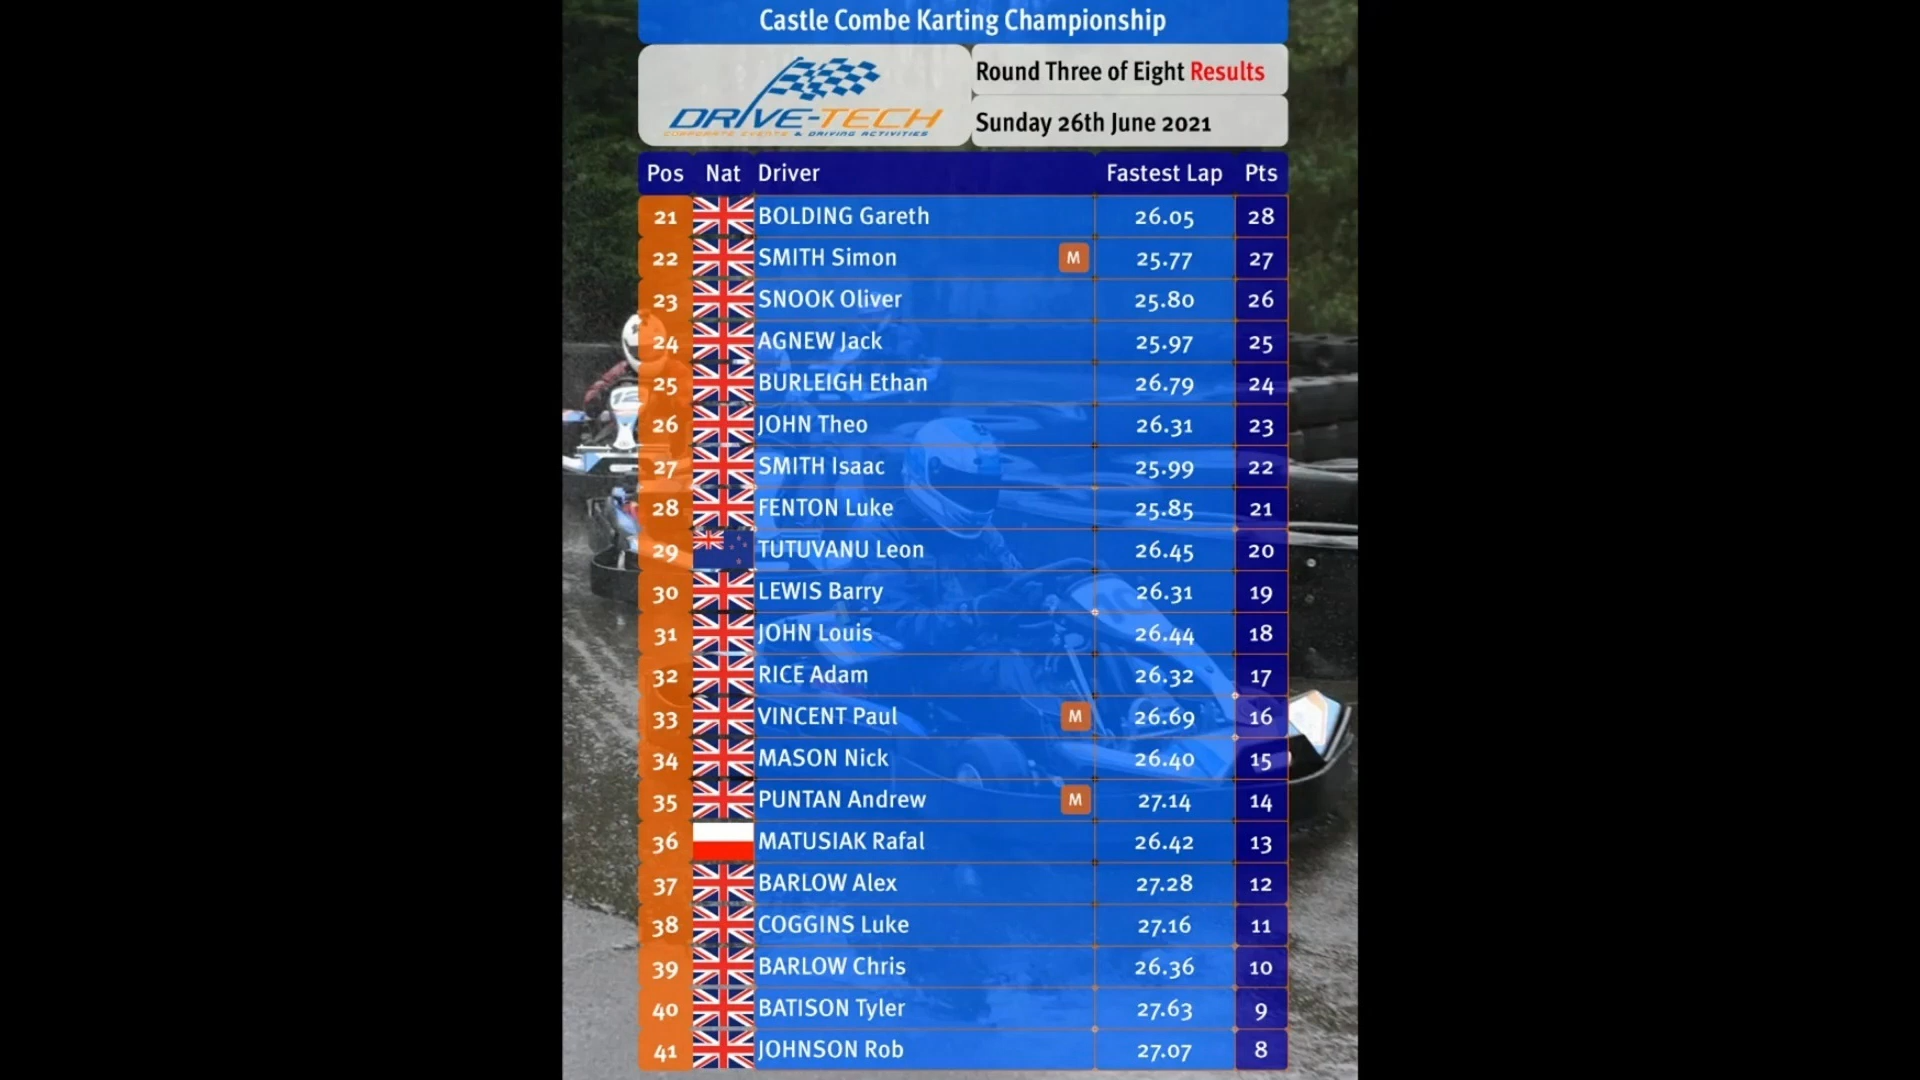 Castle Combe Karting Championship
DRIVE-TECH
CORPORATE EVENTS & DRIVING ACTIVITIES
Round Three of Eight Results
Sunday 26th June 2021
Pos Nat Driver Fastest Lap Pts
21 BOLDING Gareth 26.05 28
22 SMITH Simon M 25.77 27
23 SNOOK Oliver 25.80 26
24 AGNEW Jack 25.97 25
25 BURLEIGH Ethan 26.79 24
26 JOHN Theo 26.31 23
27 SMITH Isaac 25.99 22
28 FENTON Luke 25.85 21
29 TUTUVANU Leon 26.45 20
30 LEWIS Barry 26.31 19
31 JOHN Louis 26.44 18
32 RICE Adam 26.32 17
33 VINCENT Paul M 26.69 16
34 MASON Nick 26.40 15
35 PUNTAN Andrew M 27.14 14
36 MATUSIAK Rafal 26.42 13
37 BARLOW Alex 27.28 12
38 COGGINS Luke 27.16 11
39 BARLOW Chris 26.36 10
40 BATISON Tyler 27.63 9
41 JOHNSON Rob 27.07 8